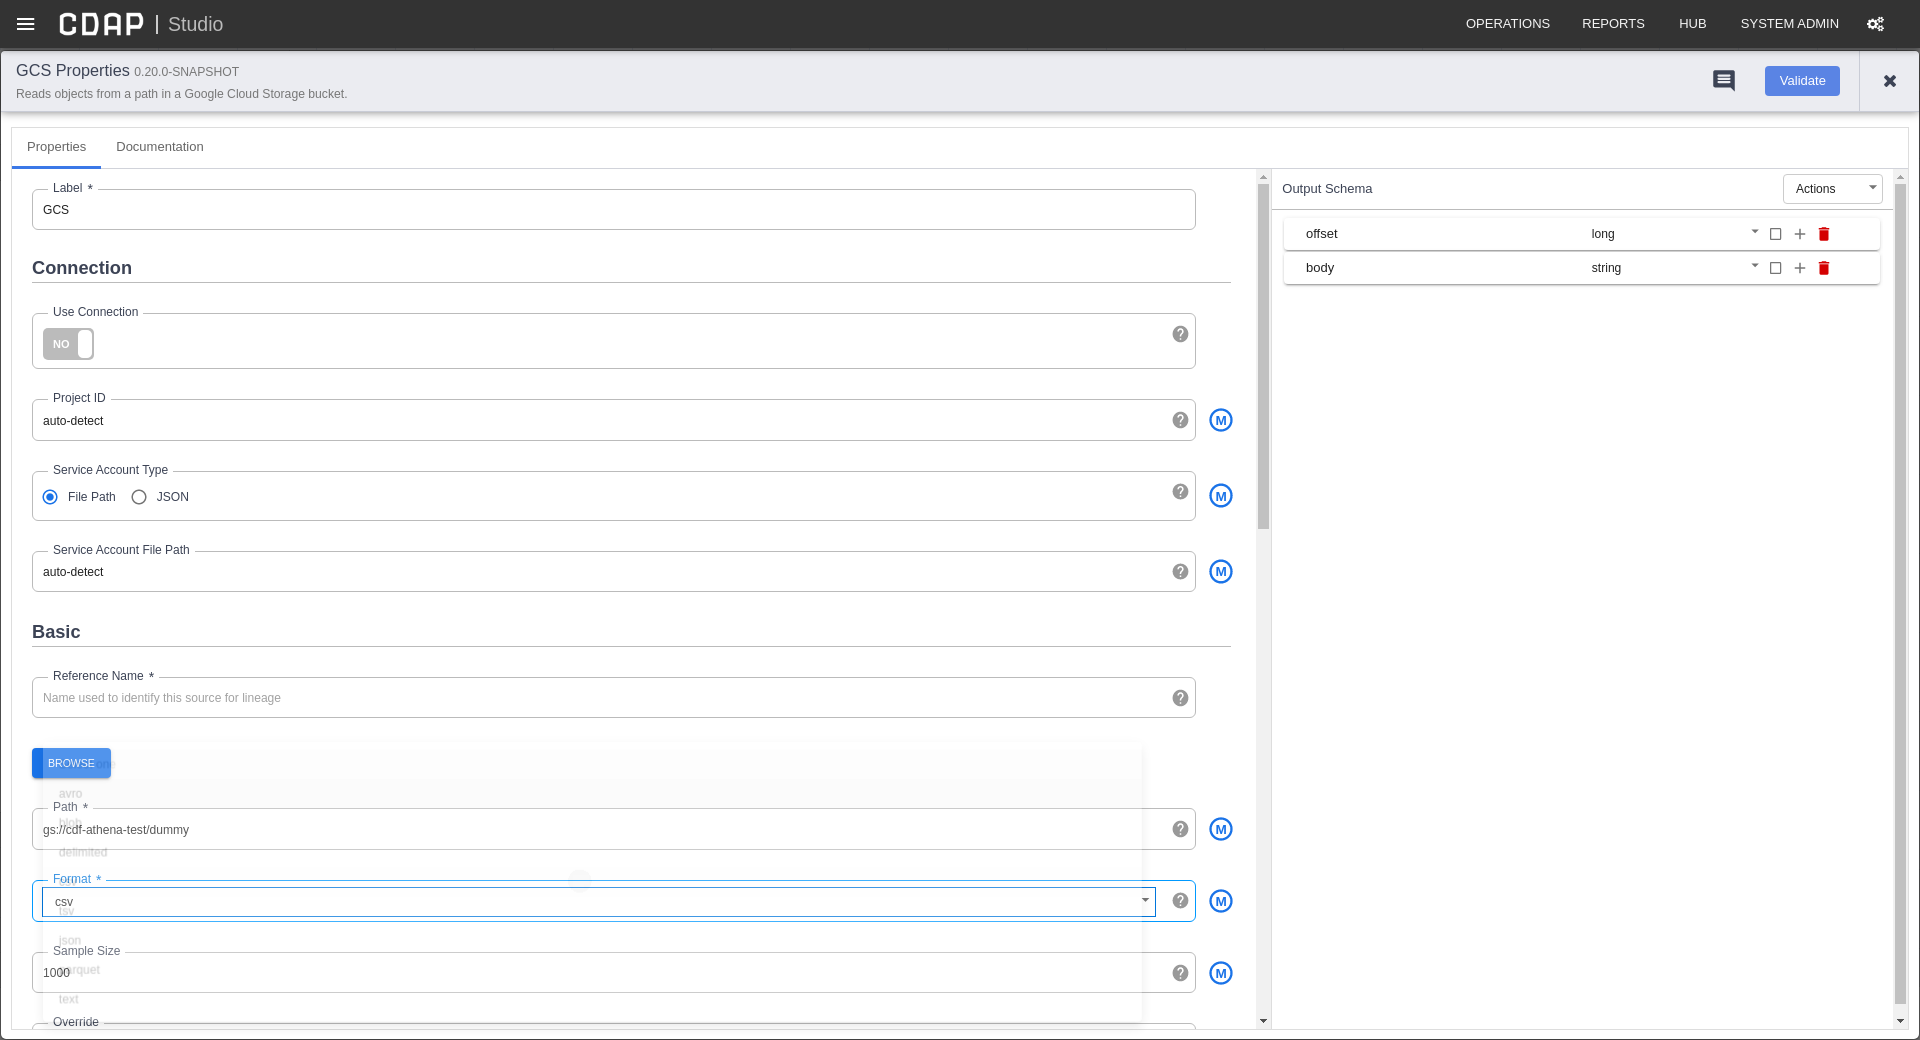 CDAP | Studio
OPERATIONS REPORTS HUB SYSTEM ADMIN
GCS Properties 0.20.0-SNAPSHOT
Reads objects from a path in a Google Cloud Storage bucket.
Validate
Properties Documentation
Label *
GCS
Connection
Use Connection
NO
Project ID
auto-detect
M
Service Account Type
File Path JSON
M
Service Account File Path
auto-detect
M
Basic
Reference Name *
Name used to identify this source for lineage
BROWSE
avro
Path *
blob
gs://cdf-athena-test/dummy
M
delimited
Format *
csv
csv
M
tsv
json
Sample Size
1000
parquet
M
text
Override
Output Schema
Actions
offset long
body string